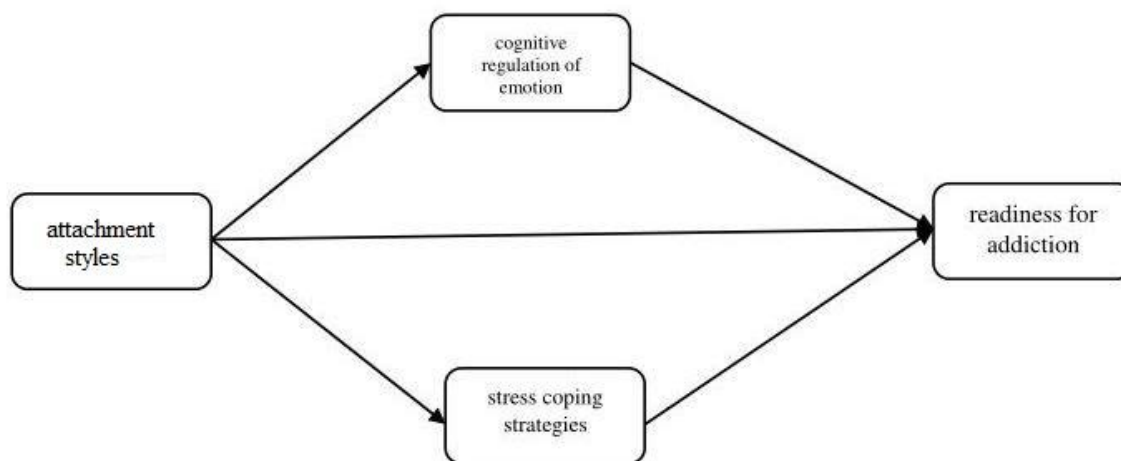 cognitive
regulation of
emotion
attachment
styles
readiness for
addiction
stress coping
strategies